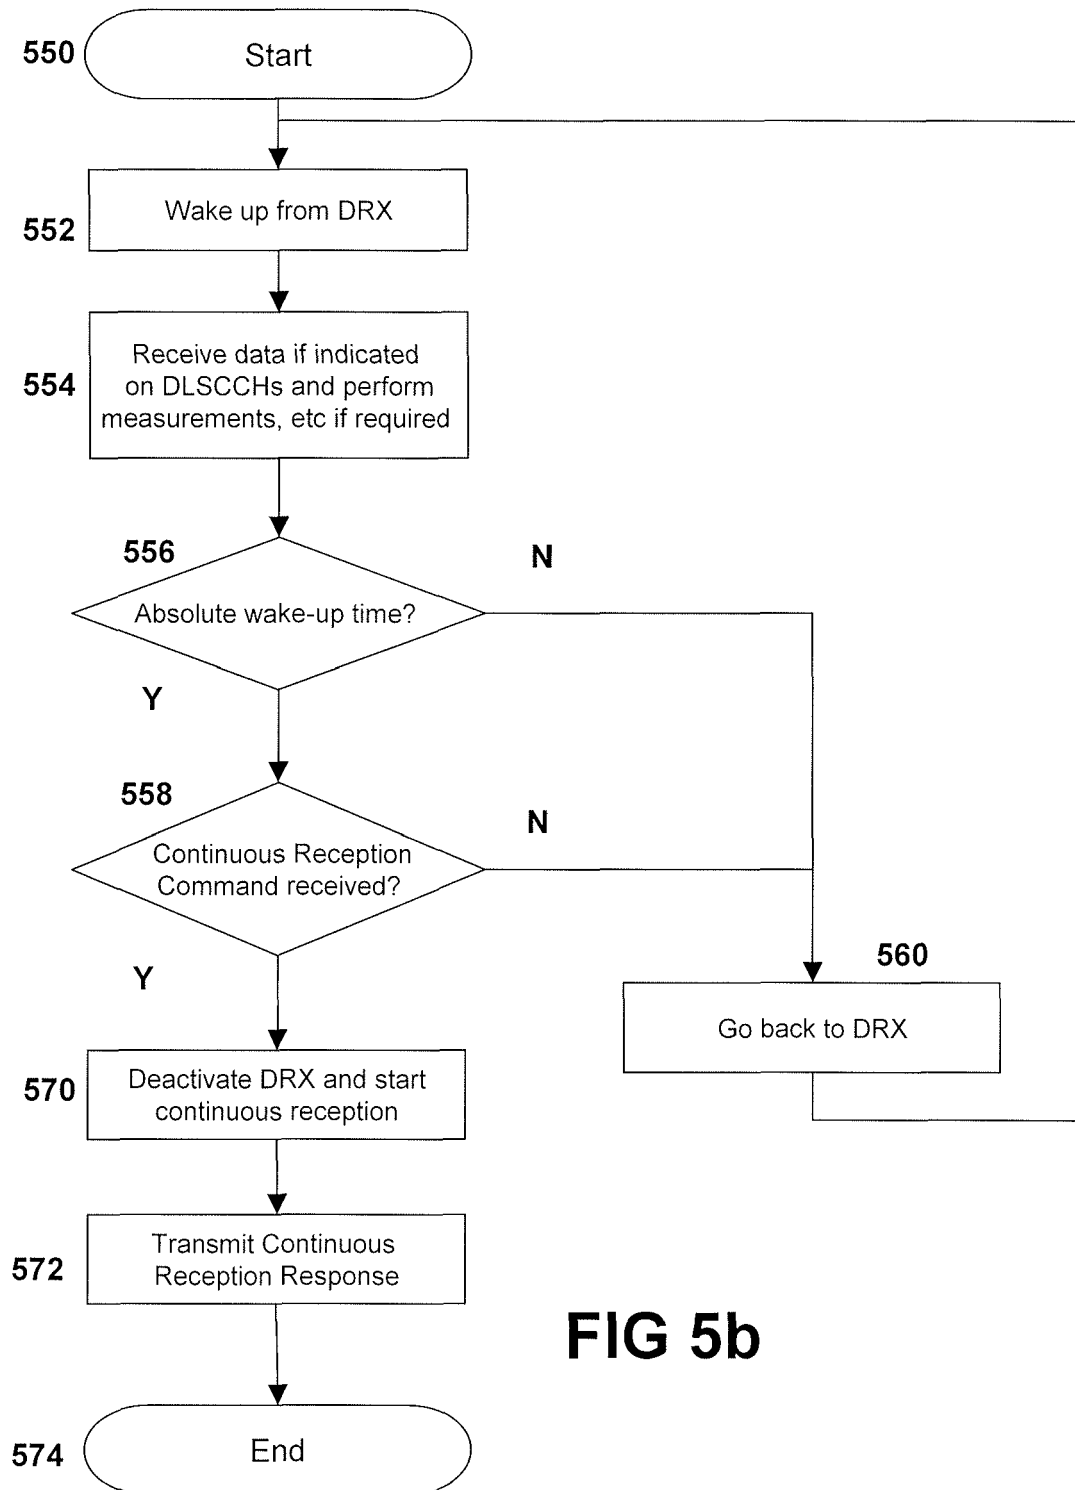 550
Start
Wake up from DRX
552
Receive data if indicated
on DLSCCHs and perform
measurements, etc if required
554
556
N
Absolute wake-up time?
Y
558
N
Continuous Reception
Command received?
Y
560
Go back to DRX
570
Deactivate DRX and start
continuous reception
Transmit Continuous
Reception Response
572
FIG 5b
End
574